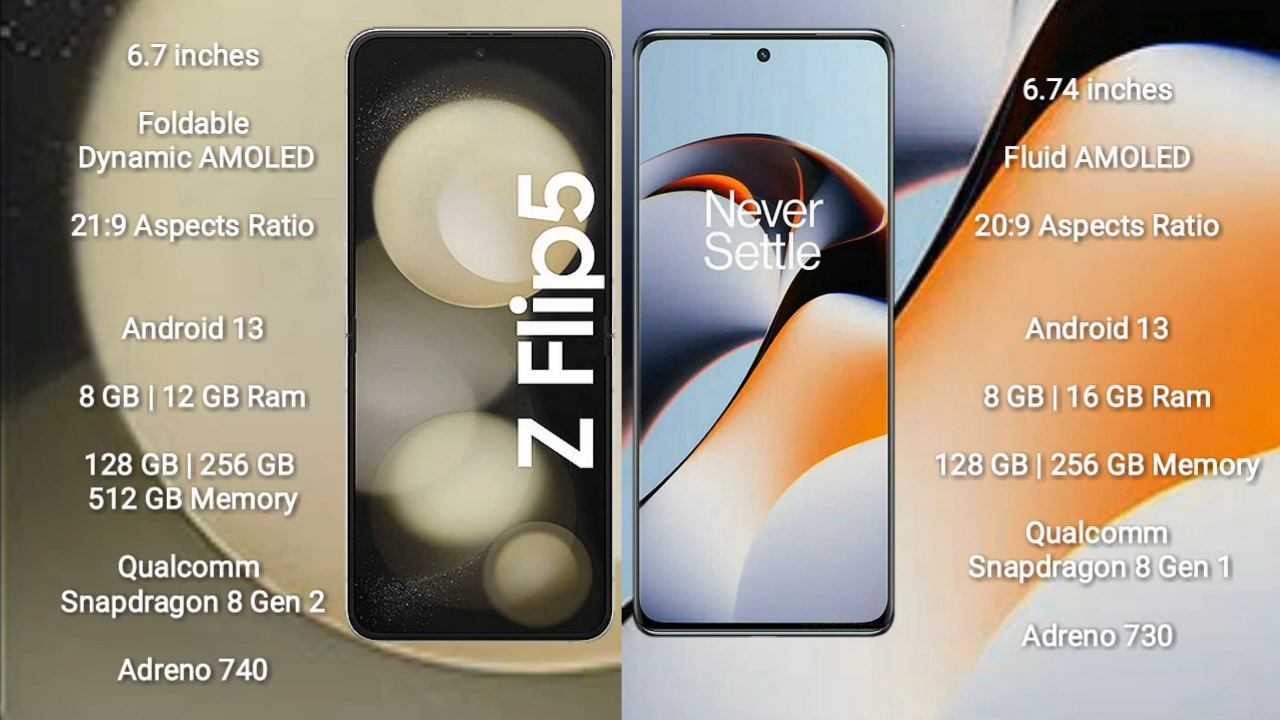 6.7 inches
Foldable
Dynamic AMOLED
21:9 Aspects Ratio
Android 13
8 GB | 12 GB Ram
128 GB | 256 GB
512 GB Memory
Qualcomm
Snapdragon 8 Gen 2
Adreno 740
Z Flip5
Never
Settle
6.74 inches
Fluid AMOLED
20:9 Aspects Ratio
Android 13
8 GB | 16 GB Ram
128 GB | 256 GB Memory
Qualcomm
Snapdragon 8 Gen 1
Adreno 730